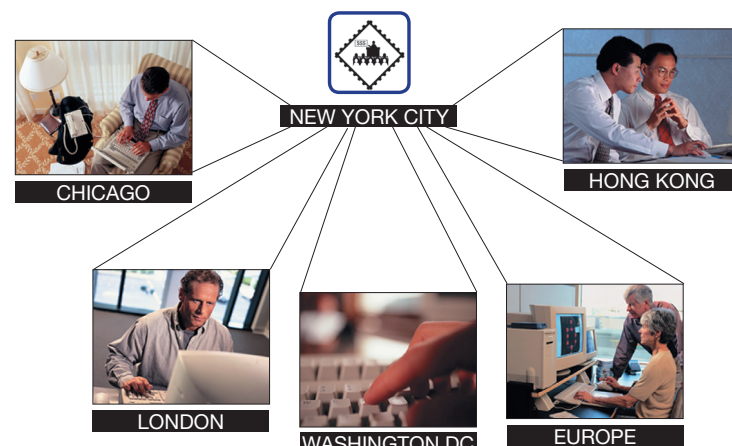 NEW YORK CITY
CHICAGO
HONG KONG
LONDON
WASHINGTON DC
EUROPE